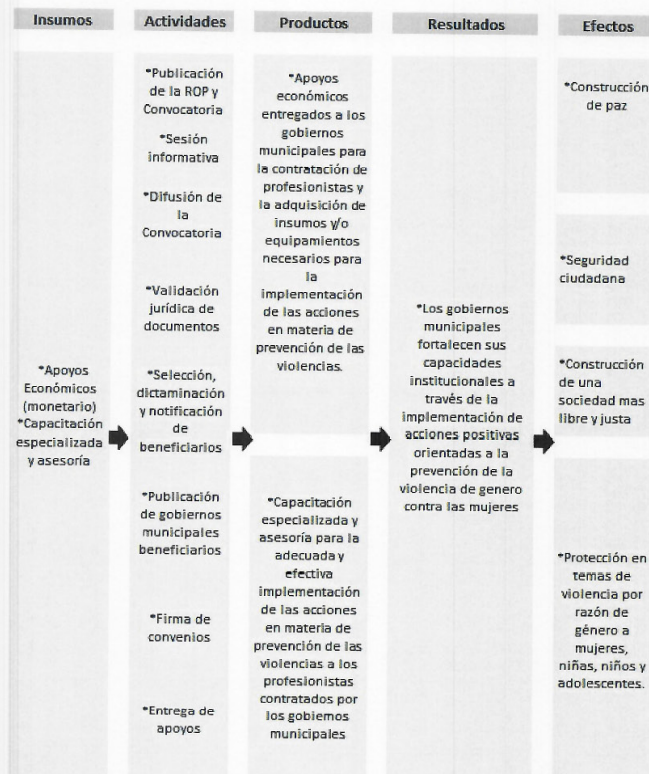 Insumos
Actividades
Productos
Resultados
Efectos
*Apoyos
Económicos
(monetario)
*Capacitación
especializada
y asesoría
*Publicación
de la ROP y
Convocatoria
*Sesión
informativa
*Difusión de
la
Convocatoria
*Validación
jurídica de
documentos
*Selección,
dictaminación
y notificación
de
beneficiarios
*Publicación
de gobiernos
municipales
beneficiarios
*Firma de
convenios
*Entrega de
apoyos
*Apoyos
económicos
entregados a los
gobiernos
municipales para
la contratación de
profesionistas y
la adquisición de
insumos y/o
equipamientos
necesarios para
la
implementación
de las acciones
en materia de
prevención de las
violencias.
*Capacitación
especializada y
asesoría para la
adecuada y
efectiva
implementación
de las acciones
en materia de
prevención de las
violencias a los
profesionistas
contratados por
los gobiernos
municipales
*Los gobiernos
municipales
fortalecen sus
capacidades
institucionales a
través de la
implementación de
acciones positivas
orientadas a la
prevención de la
violencia de genero
contra las mujeres
*Construcción
de paz
*Seguridad
ciudadana
*Construcción
de una
sociedad mas
libre y justa
*Protección en
temas de
violencia por
razón de
género a
mujeres,
niñas, niños y
adolescentes.